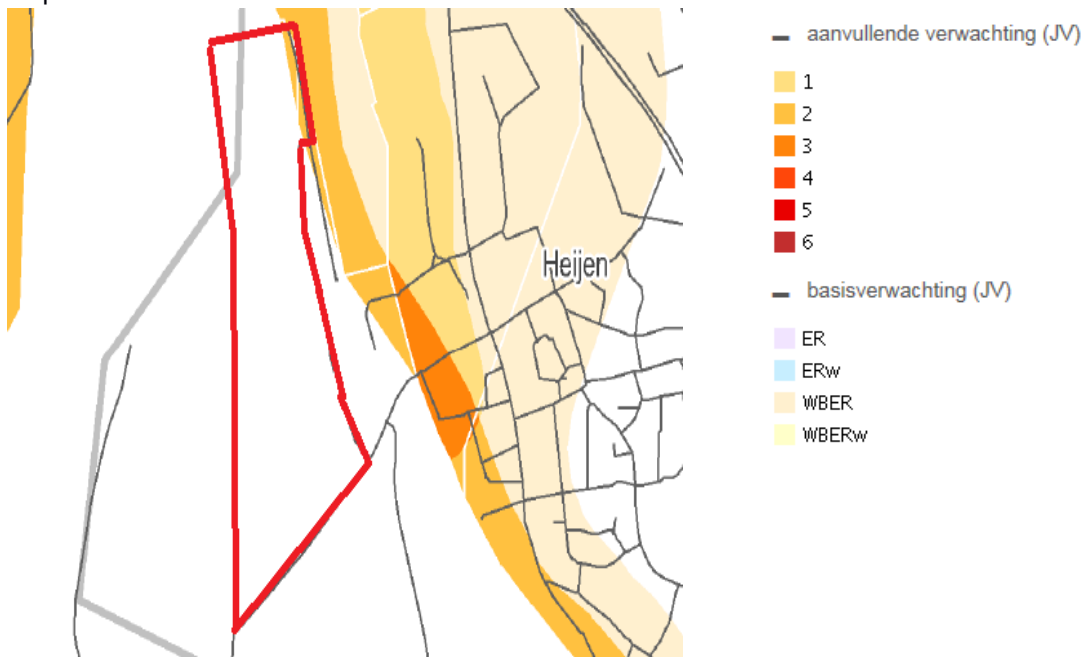 Heijen
aanvullende verwachting (JV)
1
2
3
4
5
6
basisverwachting (JV)
ER
ERw
WBER
WBERw